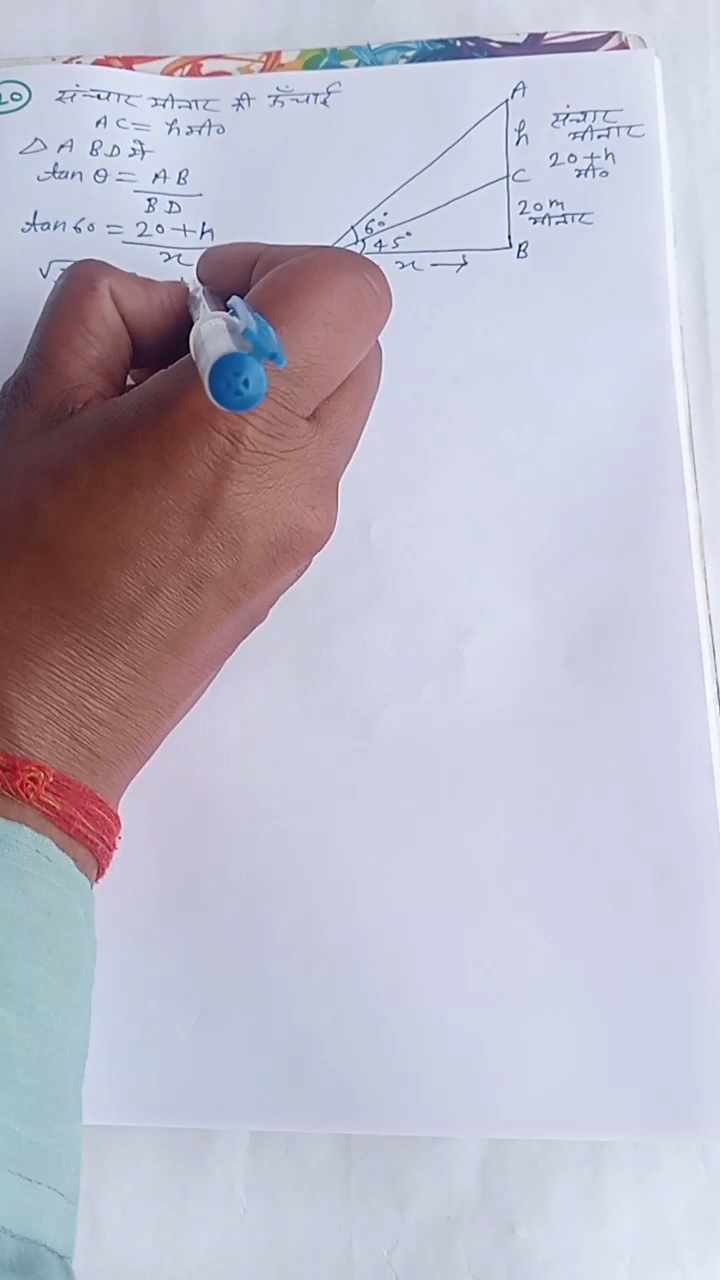 20 संन्चाट मीनाट की ऊँचाई
AC = h मी०
△ ABD में
tan θ = AB / BD
tan 60 = 20+h / x
√
A
h
संन्चाट मीनाट
20+h मी०
C
20m मीनाट
B
60°
45°
x →